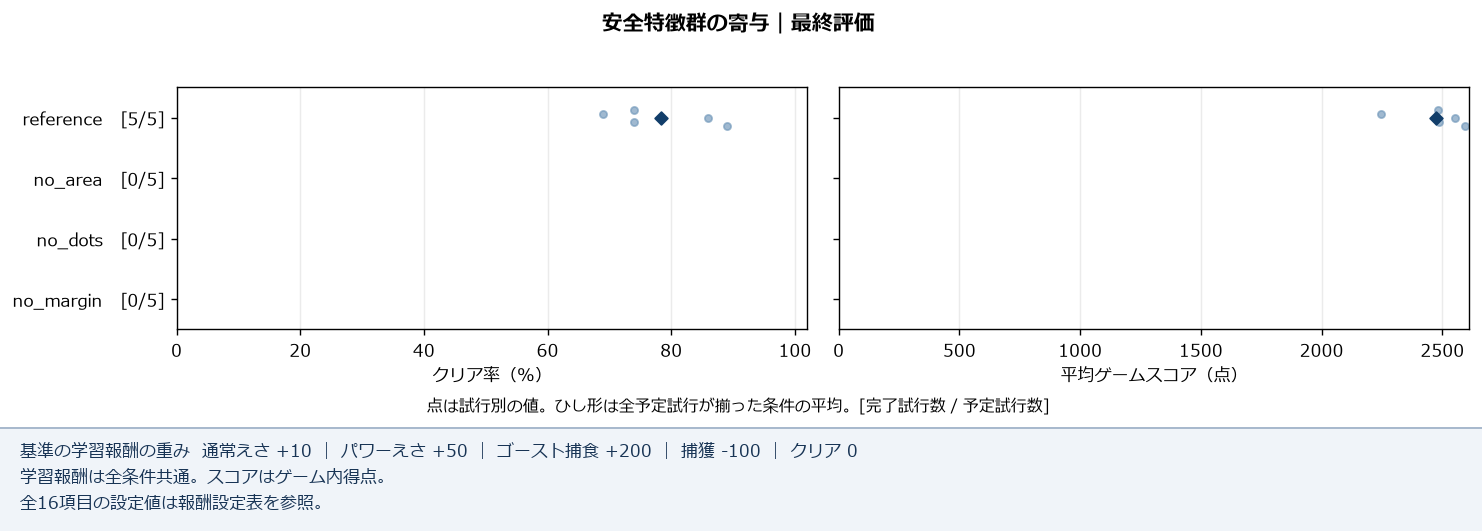 安全特徴群の寄与｜最終評価
reference [5/5]
no_area [0/5]
no_dots [0/5]
no_margin [0/5]
0 20 40 60 80 100
0 500 1000 1500 2000 2500
クリア率（%）
平均ゲームスコア（点）
点は試行別の値。ひし形は全予定試行が揃った条件の平均。[完了試行数 / 予定試行数]
基準の学習報酬の重み 通常えさ +10 ｜ パワーえさ +50 ｜ ゴースト捕食 +200 ｜ 捕獲 -100 ｜ クリア 0
学習報酬は全条件共通。スコアはゲーム内得点。
全16項目の設定値は報酬設定表を参照。